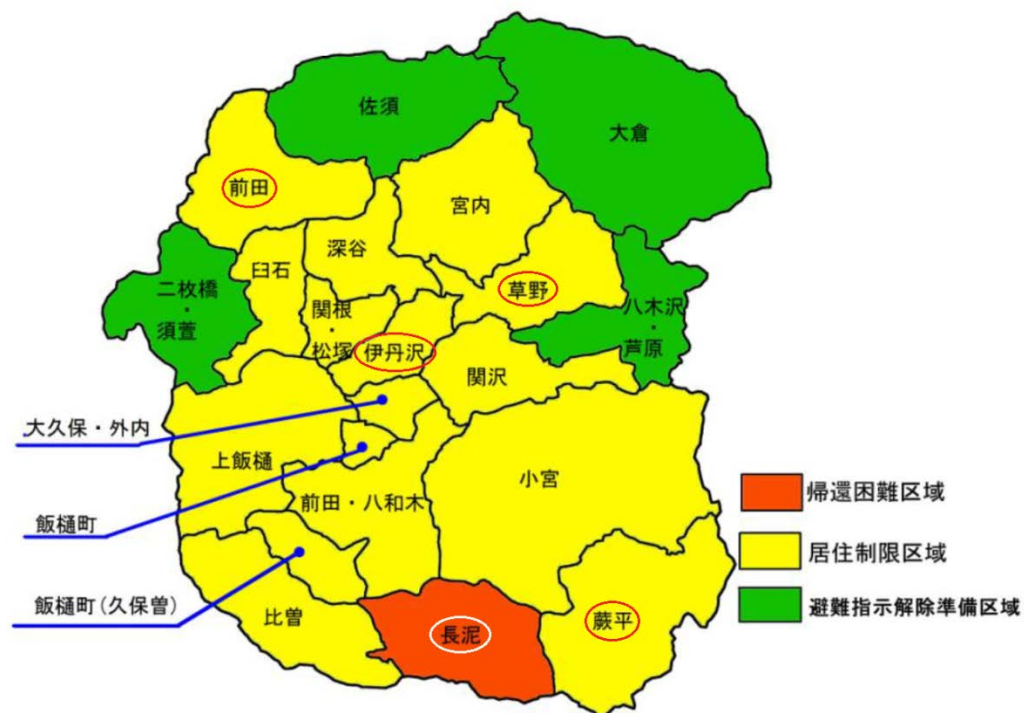 佐須
大倉
前田
宮内
深谷
臼石
草野
二枚橋
・
須萱
関根
・
松塚
八木沢
・
芦原
伊丹沢
関沢
大久保・外内
上飯樋
小宮
前田・八和木
飯樋町
飯樋町(久保曽)
比曽
長泥
蕨平
帰還困難区域
居住制限区域
避難指示解除準備区域